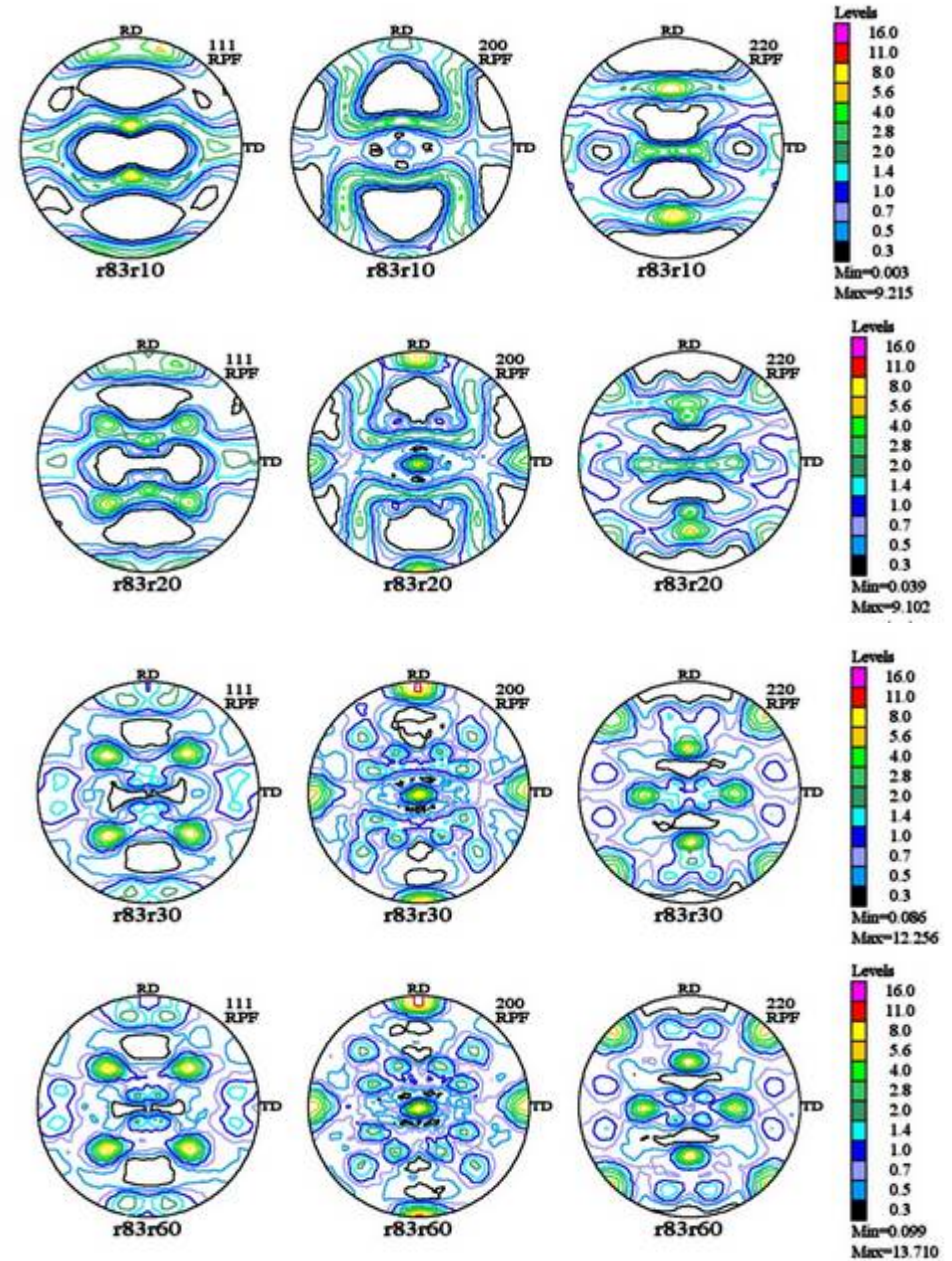 RD 111 RPF TD r83r10
RD 200 RPF TD r83r10
RD 220 RPF TD r83r10
Levels
16.0
11.0
8.0
5.6
4.0
2.8
2.0
1.4
1.0
0.7
0.5
0.3
Min=0.003
Max=9.215
RD 111 RPF TD r83r20
RD 200 RPF TD r83r20
RD 220 RPF TD r83r20
Levels
16.0
11.0
8.0
5.6
4.0
2.8
2.0
1.4
1.0
0.7
0.5
0.3
Min=0.039
Max=9.102
RD 111 RPF TD r83r30
RD 200 RPF TD r83r30
RD 220 RPF TD r83r30
Levels
16.0
11.0
8.0
5.6
4.0
2.8
2.0
1.4
1.0
0.7
0.5
0.3
Min=0.086
Max=12.256
RD 111 RPF TD r83r60
RD 200 RPF TD r83r60
RD 220 RPF TD r83r60
Levels
16.0
11.0
8.0
5.6
4.0
2.8
2.0
1.4
1.0
0.7
0.5
0.3
Min=0.099
Max=13.710